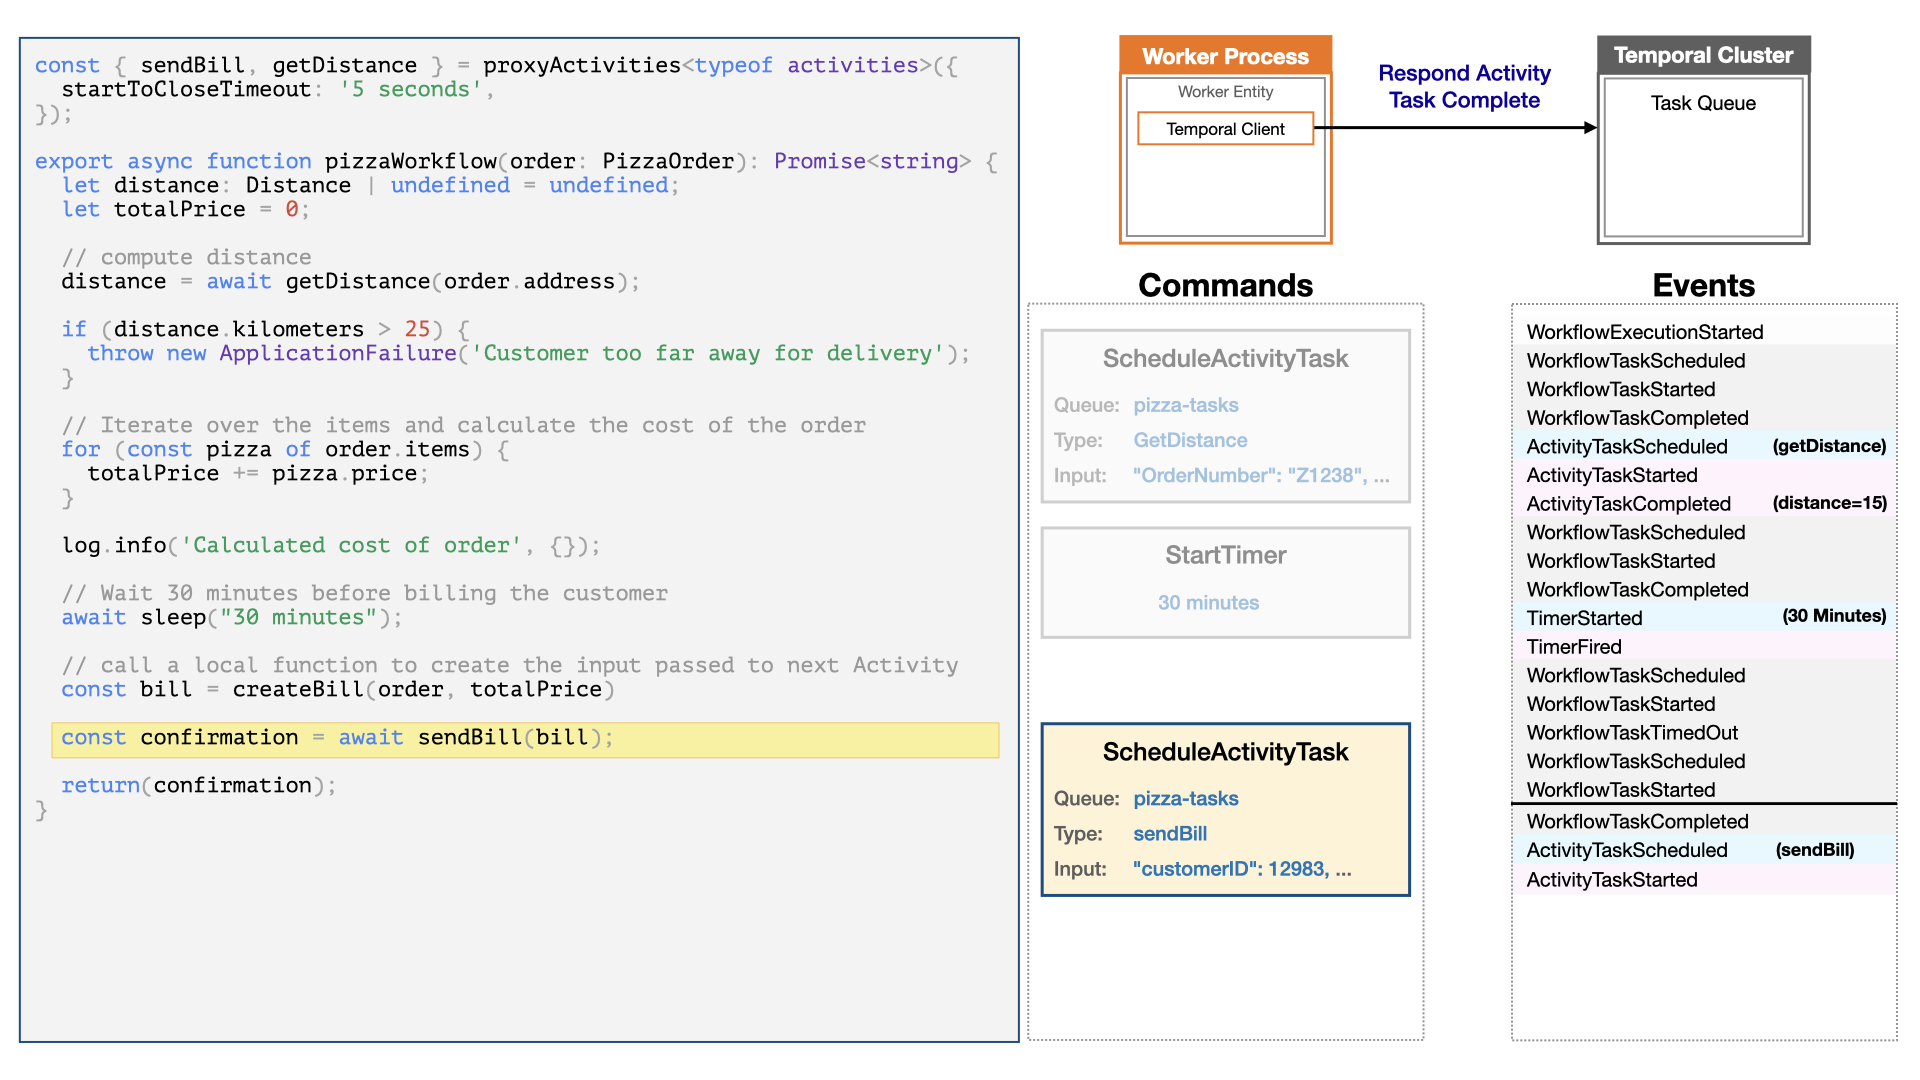 const { sendBill, getDistance } = proxyActivities<typeof activities>({
  startToCloseTimeout: '5 seconds',
});

export async function pizzaWorkflow(order: PizzaOrder): Promise<string> {
  let distance: Distance | undefined = undefined;
  let totalPrice = 0;

  // compute distance
  distance = await getDistance(order.address);

  if (distance.kilometers > 25) {
    throw new ApplicationFailure('Customer too far away for delivery');
  }

  // Iterate over the items and calculate the cost of the order
  for (const pizza of order.items) {
    totalPrice += pizza.price;
  }

  log.info('Calculated cost of order', {});

  // Wait 30 minutes before billing the customer
  await sleep("30 minutes");

  // call a local function to create the input passed to next Activity
  const bill = createBill(order, totalPrice)

  const confirmation = await sendBill(bill);

  return(confirmation);
}
Worker Process
Worker Entity
Temporal Client
Respond Activity
Task Complete
Temporal Cluster
Task Queue
Commands
ScheduleActivityTask
Queue: pizza-tasks
Type: GetDistance
Input: "OrderNumber": "Z1238", ...
StartTimer
30 minutes
ScheduleActivityTask
Queue: pizza-tasks
Type: sendBill
Input: "customerID": 12983, ...
Events
WorkflowExecutionStarted
WorkflowTaskScheduled
WorkflowTaskStarted
WorkflowTaskCompleted
ActivityTaskScheduled (getDistance)
ActivityTaskStarted
ActivityTaskCompleted (distance=15)
WorkflowTaskScheduled
WorkflowTaskStarted
WorkflowTaskCompleted
TimerStarted (30 Minutes)
TimerFired
WorkflowTaskScheduled
WorkflowTaskStarted
WorkflowTaskTimedOut
WorkflowTaskScheduled
WorkflowTaskStarted
WorkflowTaskCompleted
ActivityTaskScheduled (sendBill)
ActivityTaskStarted